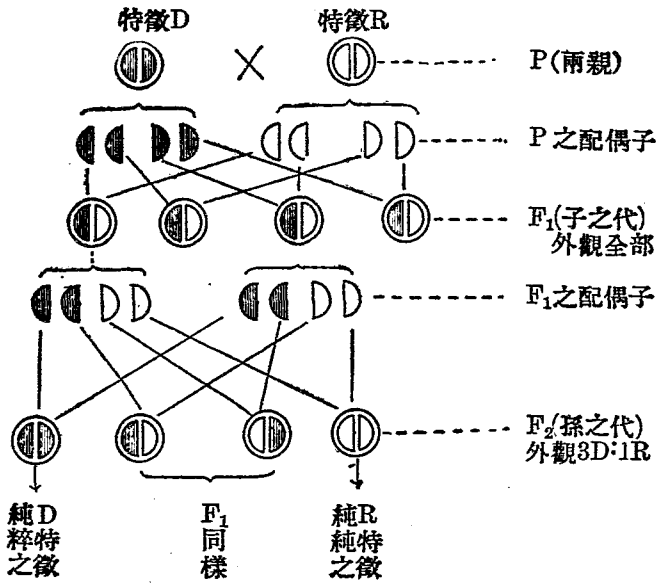 特徵D
特徵R
P(兩親)
P之配偶子
F₁(子之代)
外觀全部
F₁之配偶子
F₂(孫之代)
外觀3D:1R
純D
粹特
之徵
F₁
同
樣
純R
純特
之徵